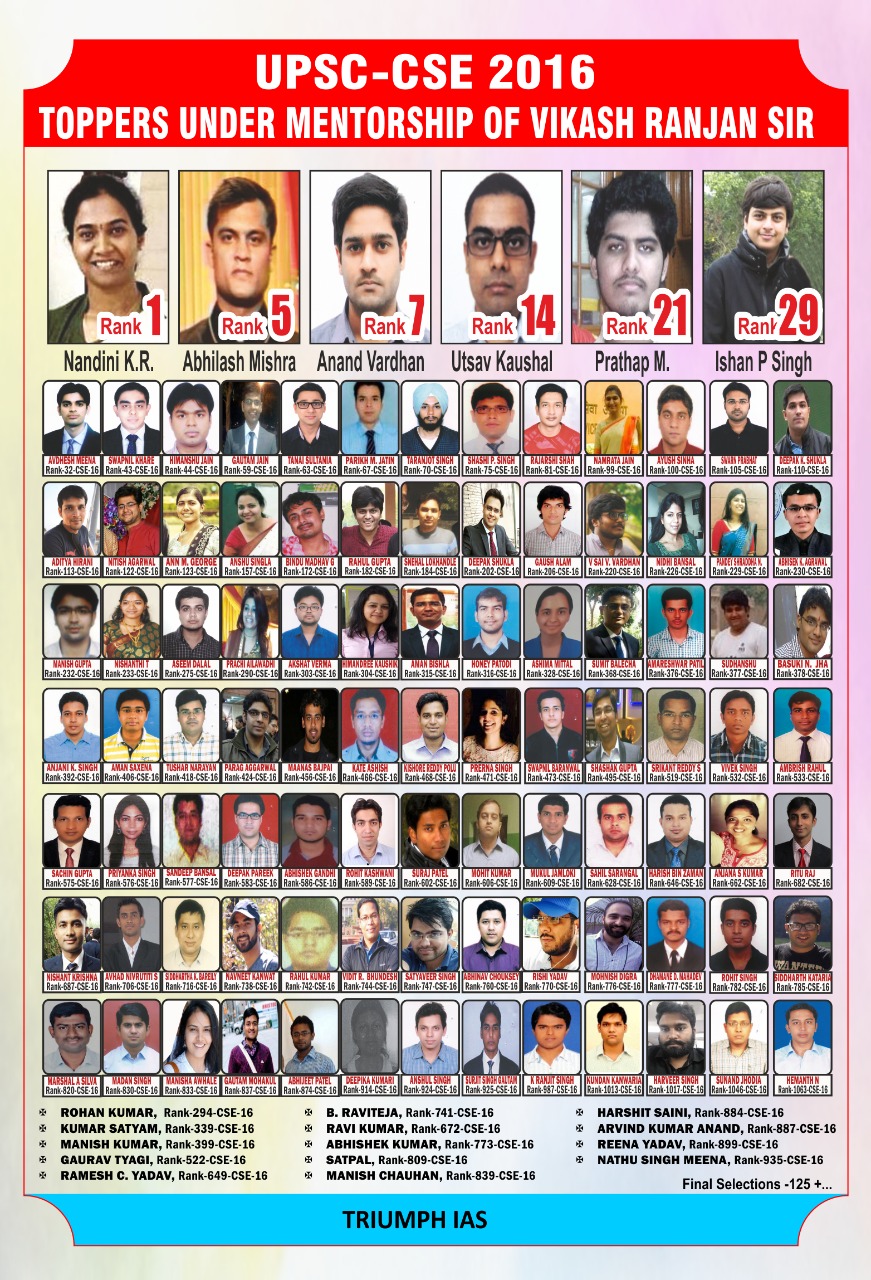 UPSC-CSE 2016
TOPPERS UNDER MENTORSHIP OF VIKASH RANJAN SIR
Rank 1 Rank 5 Rank 7 Rank 14 Rank 21 Rank 29
Nandini K.R. Abhilash Mishra Anand Vardhan Utsav Kaushal Prathap M. Ishan P Singh
AVDHESH MEENA SWAPNIL KHARE HIMANSHU JAIN GAUTAM JAIN TANAI SULTANIA PARIKH M. JATIN TARANJOT SINGH SHASHI P. SINGH RAJARSHI SHAH NAMRATA JAIN AYUSH SINHA SWAPN PRABHAT DEEPAK K. SHUKLA
Rank-32-CSE-16 Rank-43-CSE-16 Rank-44-CSE-16 Rank-59-CSE-16 Rank-63-CSE-16 Rank-67-CSE-16 Rank-70-CSE-16 Rank-75-CSE-16 Rank-81-CSE-16 Rank-99-CSE-16 Rank-100-CSE-16 Rank-105-CSE-16 Rank-110-CSE-16
ADITYA HIRANI NITISH AGARWAL ANN M. GEORGE ANSHU SINGLA BINDU MADHAV G RAHUL GUPTA SNEHAL LOKHANDLE DEEPAK SHUKLA GAUSH ALAM V SAI V. VARDHAN NIDHI BANSAL PANDEY SHRADDHA N. ABHISEK K. AGRAWAL
Rank-113-CSE-16 Rank-122-CSE-16 Rank-123-CSE-16 Rank-157-CSE-16 Rank-172-CSE-16 Rank-182-CSE-16 Rank-184-CSE-16 Rank-202-CSE-16 Rank-206-CSE-16 Rank-220-CSE-16 Rank-226-CSE-16 Rank-229-CSE-16 Rank-230-CSE-16
MANISH GUPTA NISHANTHI T ASEEM DALAL PRACHI AILAWADHI AKSHAT VERMA HIMANDREE KAUSHIK AMAN BISHLA HONEY PATODI ASHIMA MITTAL SUMIT BALECHA AMARESHWAR PATIL SUDHANSHU BASUKI N. JHA
Rank-232-CSE-16 Rank-233-CSE-16 Rank-275-CSE-16 Rank-290-CSE-16 Rank-303-CSE-16 Rank-304-CSE-16 Rank-315-CSE-16 Rank-316-CSE-16 Rank-328-CSE-16 Rank-368-CSE-16 Rank-376-CSE-16 Rank-377-CSE-16 Rank-378-CSE-16
ANJANI K. SINGH AMAN SAXENA TUSHAR NARAYAN PARAG AGGARWAL MAANAS BAJPAI KATE ASHISH KISHORE REDDY POLU PRERNA SINGH SWAPNIL BARANWAL SHASHAK GUPTA SRIKANT REDDY S VIVEK SINGH AMBRISH RAHUL
Rank-392-CSE-16 Rank-406-CSE-16 Rank-418-CSE-16 Rank-424-CSE-16 Rank-456-CSE-16 Rank-466-CSE-16 Rank-468-CSE-16 Rank-471-CSE-16 Rank-473-CSE-16 Rank-495-CSE-16 Rank-519-CSE-16 Rank-532-CSE-16 Rank-533-CSE-16
SACHIN GUPTA PRIYANKA SINGH SANDEEP BANSAL DEEPAK PAREEK ABHISHEK GANDHI ROHIT KASHWANI SURAJ PATEL MOHIT KUMAR MUKUL JAMLOKI SAHIL SARANGAL HARISH BIN ZAMAN ANJANA S KUMAR RITU RAJ
Rank-575-CSE-16 Rank-576-CSE-16 Rank-577-CSE-16 Rank-583-CSE-16 Rank-586-CSE-16 Rank-589-CSE-16 Rank-602-CSE-16 Rank-606-CSE-16 Rank-609-CSE-16 Rank-628-CSE-16 Rank-646-CSE-16 Rank-662-CSE-16 Rank-682-CSE-16
NISHANT KRISHNA AVHAD NIVRUTITI S SIDDHARTHA K. BAREILY NAVNEET KANWAT RAHUL KUMAR VIDIT R. BHUNDESH SATYAVEER SINGH ABHINAV CHOUKSEY RISHI YADAV MOHNISH DIGRA DHAMANE D. MAHADEV ROHIT SINGH SIDDHARTH KATARIA
Rank-687-CSE-16 Rank-706-CSE-16 Rank-716-CSE-16 Rank-738-CSE-16 Rank-742-CSE-16 Rank-744-CSE-16 Rank-747-CSE-16 Rank-760-CSE-16 Rank-770-CSE-16 Rank-776-CSE-16 Rank-777-CSE-16 Rank-782-CSE-16 Rank-785-CSE-16
MARSHAL A SILVA MADAN SINGH MANISHA AWHALE GAUTAM MOHAKUL ABHIJEET PATEL DEEPIKA KUMARI ANSHUL SINGH SURJIT SINGH GAUTAM K RANJIT SINGH KUNDAN KANWARIA HARVEER SINGH SUNAND JHODIA HEMANTH N
Rank-820-CSE-16 Rank-830-CSE-16 Rank-833-CSE-16 Rank-837-CSE-16 Rank-874-CSE-16 Rank-914-CSE-16 Rank-924-CSE-16 Rank-925-CSE-16 Rank-987-CSE-16 Rank-1013-CSE-16 Rank-1017-CSE-16 Rank-1046-CSE-16 Rank-1063-CSE-16
ROHAN KUMAR, Rank-294-CSE-16
KUMAR SATYAM, Rank-339-CSE-16
MANISH KUMAR, Rank-399-CSE-16
GAURAV TYAGI, Rank-522-CSE-16
RAMESH C. YADAV, Rank-649-CSE-16
B. RAVITEJA, Rank-741-CSE-16
RAVI KUMAR, Rank-672-CSE-16
ABHISHEK KUMAR, Rank-773-CSE-16
SATPAL, Rank-809-CSE-16
MANISH CHAUHAN, Rank-839-CSE-16
HARSHIT SAINI, Rank-884-CSE-16
ARVIND KUMAR ANAND, Rank-887-CSE-16
REENA YADAV, Rank-899-CSE-16
NATHU SINGH MEENA, Rank-935-CSE-16
Final Selections -125 +...
TRIUMPH IAS